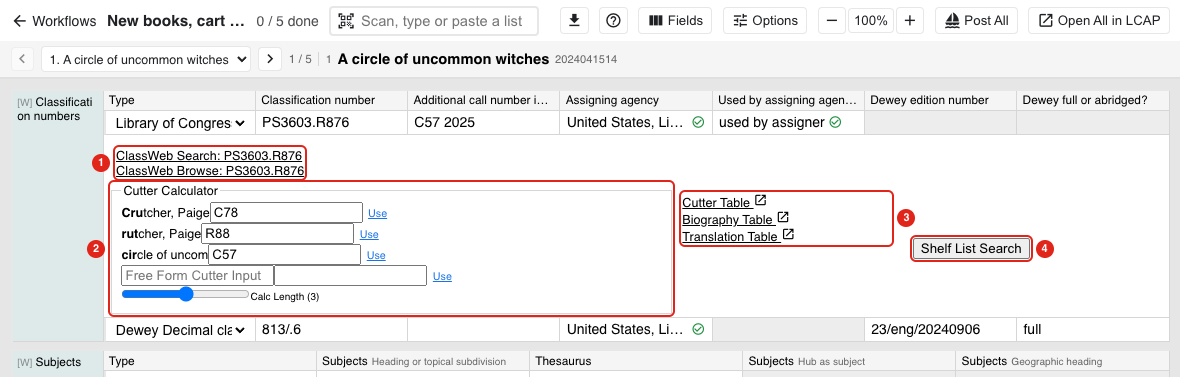 Workflows New books, cart ... 0 / 5 done Scan, type or paste a list Fields Options 100% Post All Open All in LCAP
1. A circle of uncommon witches 1 / 5 1 A circle of uncommon witches 2024041514
[W] Classificati Type Classification number Additional call number i… Assigning agency Used by assigning agen… Dewey edition number Dewey full or abridged?
on numbers
Library of Congres PS3603.R876 C57 2025 United States, Li… used by assigner
1 ClassWeb Search: PS3603.R876
ClassWeb Browse: PS3603.R876
Cutter Calculator
Crutcher, Paige C78 Use
rutcher, Paige R88 Use
circle of uncom C57 Use
Free Form Cutter Input Use
Calc Length (3)
2
Cutter Table
Biography Table
Translation Table
3
Shelf List Search 4
Dewey Decimal cla 813/.6 United States, Li… 23/eng/20240906 full
[W] Subjects Type Subjects Heading or topical subdivision Thesaurus Subjects Hub as subject Subjects Geographic heading